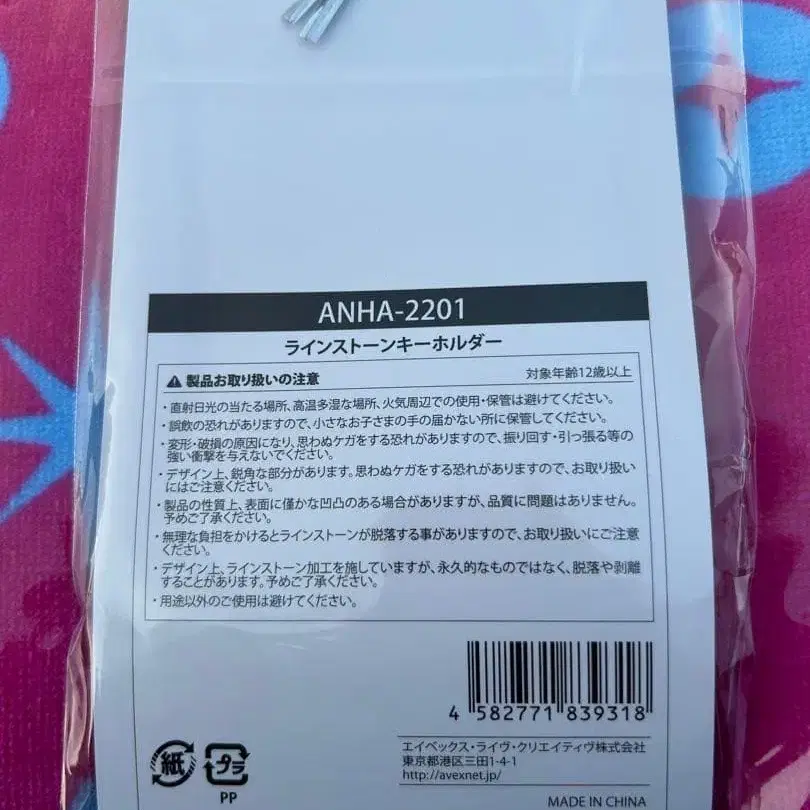 ANHA-2201
ラインストーンキーホルダー
⚠ 製品お取り扱いの注意 対象年齢12歳以上
・直射日光の当たる場所、高温多湿な場所、火気周辺での使用・保管は避けてください。
・誤飲の恐れがありますので、小さなお子さまの手の届かない所に保管してください。
・変形・破損の原因になり、思わぬケガをする恐れがありますので、振り回す・引っ張る等の
強い衝撃を与えないでください。
・デザイン上、鋭角な部分があります。思わぬケガをする恐れがありますので、お取り扱い
にはご注意ください。
・製品の性質上、表面に僅かな凹凸のある場合がありますが、品質に問題はありません。
予めご了承ください。
・無理な負担をかけるとラインストーンが脱落する事がありますので、お取り扱いにご注意
ください。
・デザイン上、ラインストーン加工を施していますが、永久的なものではなく、脱落や剥離
することがあります。予めご了承ください。
・用途以外のご使用は避けてください。
4 582771 839318
紙 プラ
PP
エイベックス・ライヴ・クリエイティヴ株式会社
東京都港区三田1-4-1
http://avexnet.jp/
MADE IN CHINA